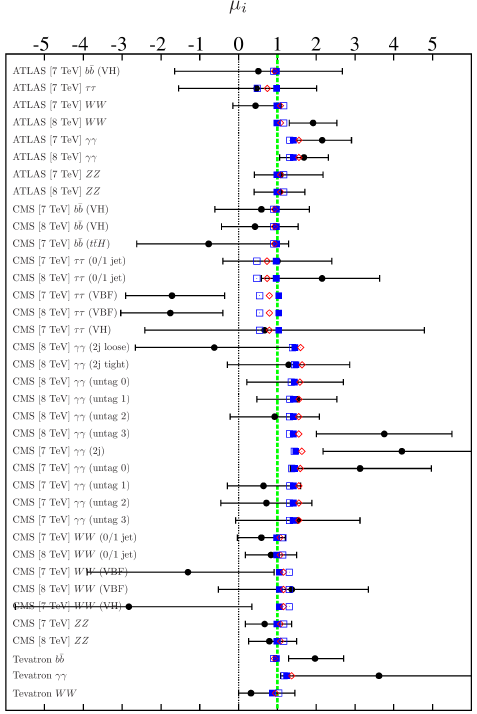 μ_i
-5 -4 -3 -2 -1 0 1 2 3 4 5
ATLAS [7 TeV] bb̄ (VH)
ATLAS [7 TeV] ττ
ATLAS [7 TeV] WW
ATLAS [8 TeV] WW
ATLAS [7 TeV] γγ
ATLAS [8 TeV] γγ
ATLAS [7 TeV] ZZ
ATLAS [8 TeV] ZZ
CMS [7 TeV] bb̄ (VH)
CMS [8 TeV] bb̄ (VH)
CMS [7 TeV] bb̄ (tt̄H)
CMS [7 TeV] ττ (0/1 jet)
CMS [8 TeV] ττ (0/1 jet)
CMS [7 TeV] ττ (VBF)
CMS [8 TeV] ττ (VBF)
CMS [7 TeV] ττ (VH)
CMS [8 TeV] γγ (2j loose)
CMS [8 TeV] γγ (2j tight)
CMS [8 TeV] γγ (untag 0)
CMS [8 TeV] γγ (untag 1)
CMS [8 TeV] γγ (untag 2)
CMS [8 TeV] γγ (untag 3)
CMS [7 TeV] γγ (2j)
CMS [7 TeV] γγ (untag 0)
CMS [7 TeV] γγ (untag 1)
CMS [7 TeV] γγ (untag 2)
CMS [7 TeV] γγ (untag 3)
CMS [7 TeV] WW (0/1 jet)
CMS [8 TeV] WW (0/1 jet)
CMS [7 TeV] WW (VBF)
CMS [8 TeV] WW (VBF)
CMS [7 TeV] WW (VH)
CMS [7 TeV] ZZ
CMS [8 TeV] ZZ
Tevatron bb̄
Tevatron γγ
Tevatron WW